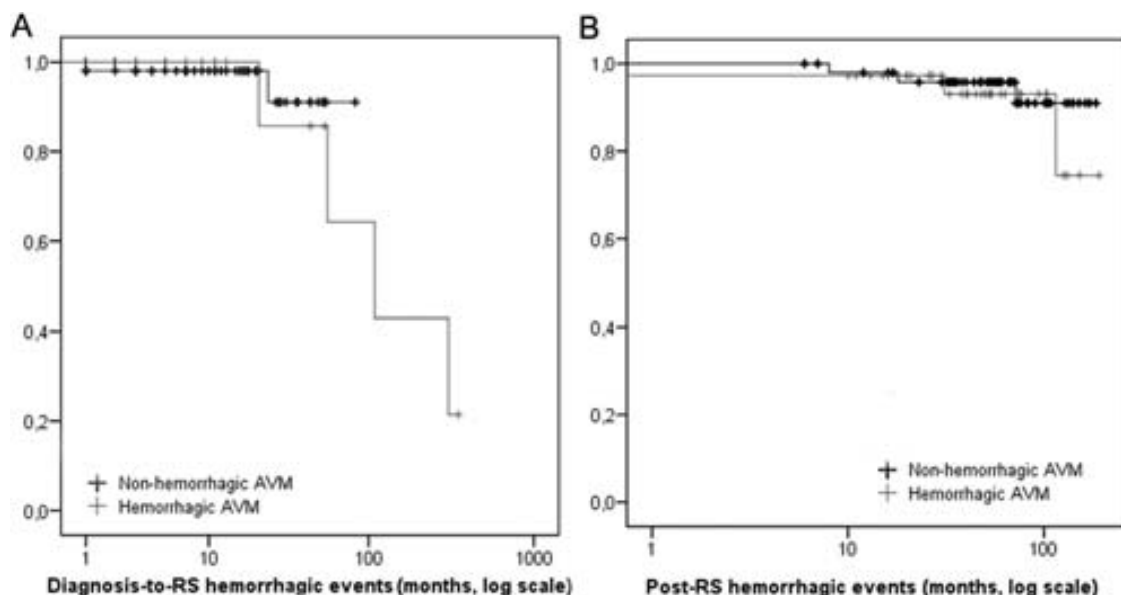 A
1,0
0,8
0,6
0,4
0,2
0,0
Non-hemorrhagic AVM
Hemorrhagic AVM
1 10 100 1000
Diagnosis-to-RS hemorrhagic events (months, log scale)
B
1,0
0,8
0,6
0,4
0,2
0,0
Non-hemorrhagic AVM
Hemorrhagic AVM
1 10 100
Post-RS hemorrhagic events (months, log scale)